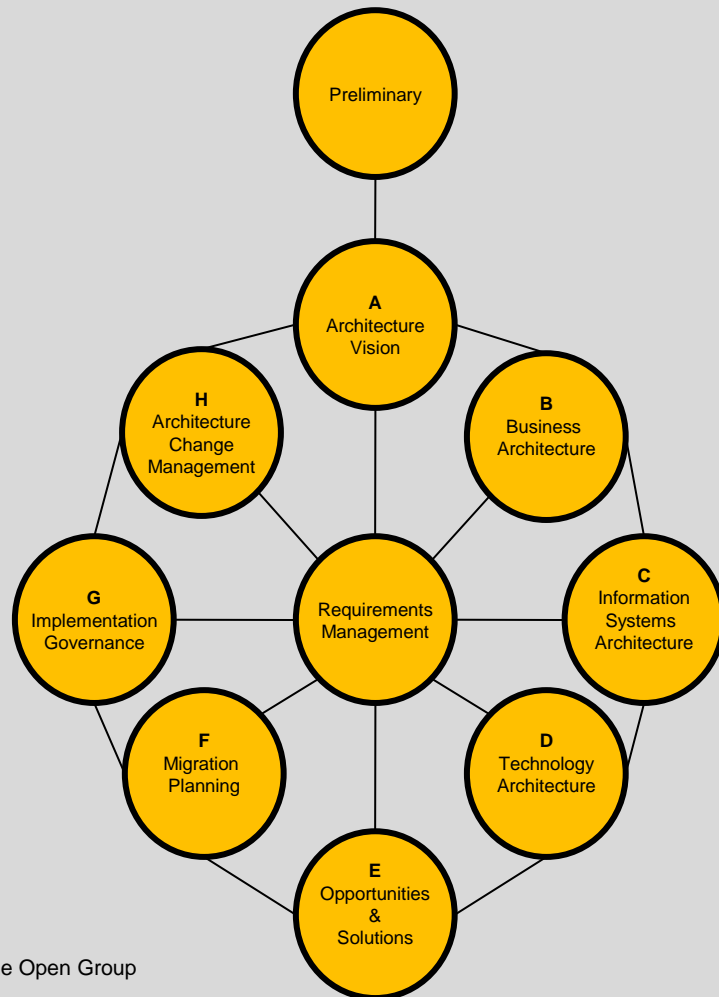 Preliminary
A
Architecture
Vision
H
Architecture
Change
Management
B
Business
Architecture
G
Implementation
Governance
Requirements
Management
C
Information
Systems
Architecture
F
Migration
Planning
D
Technology
Architecture
E
Opportunities
&
Solutions
e Open Group